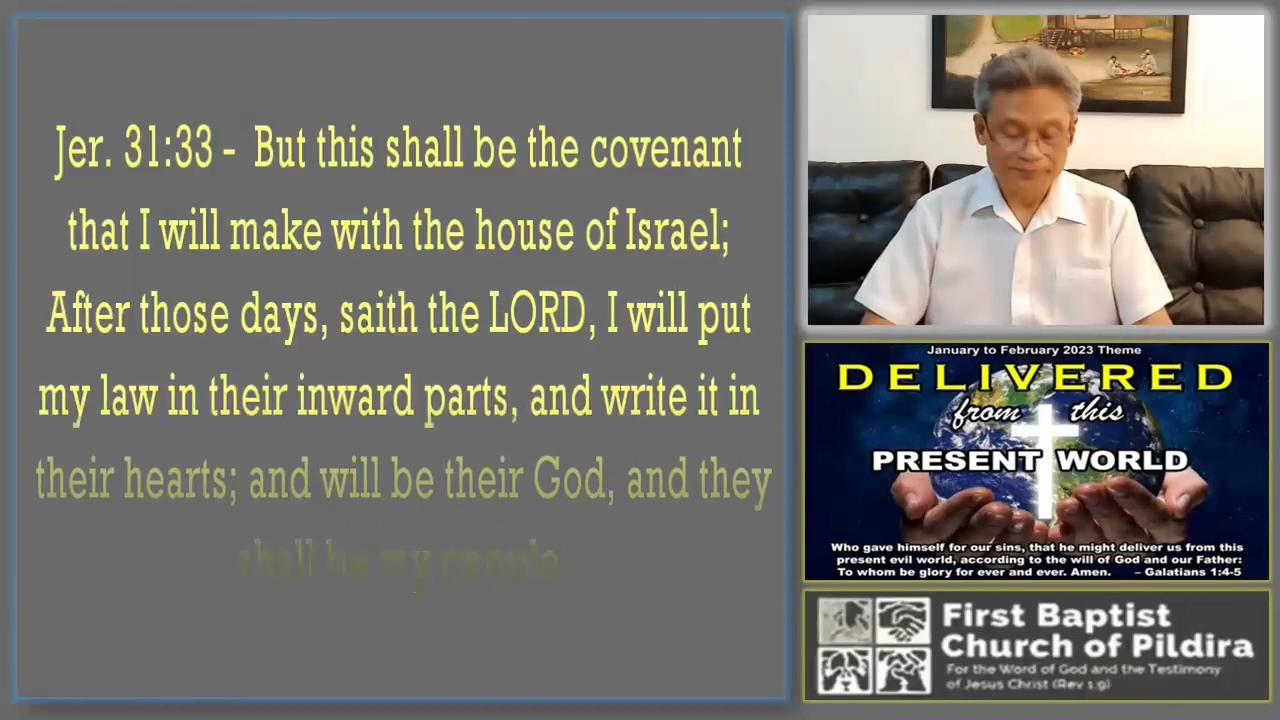 Jer. 31:33 - But this shall be the covenant
that I will make with the house of Israel;
After those days, saith the LORD, I will put
my law in their inward parts, and write it in
their hearts; and will be their God, and they
shall be my people.
January to February 2023 Theme
DELIVERED
from this
PRESENT WORLD
Who gave himself for our sins, that he might deliver us from this
present evil world, according to the will of God and our Father:
To whom be glory for ever and ever. Amen. – Galatians 1:4-5
First Baptist
Church of Pildira
For the Word of God and the Testimony
of Jesus Christ (Rev 1:9)